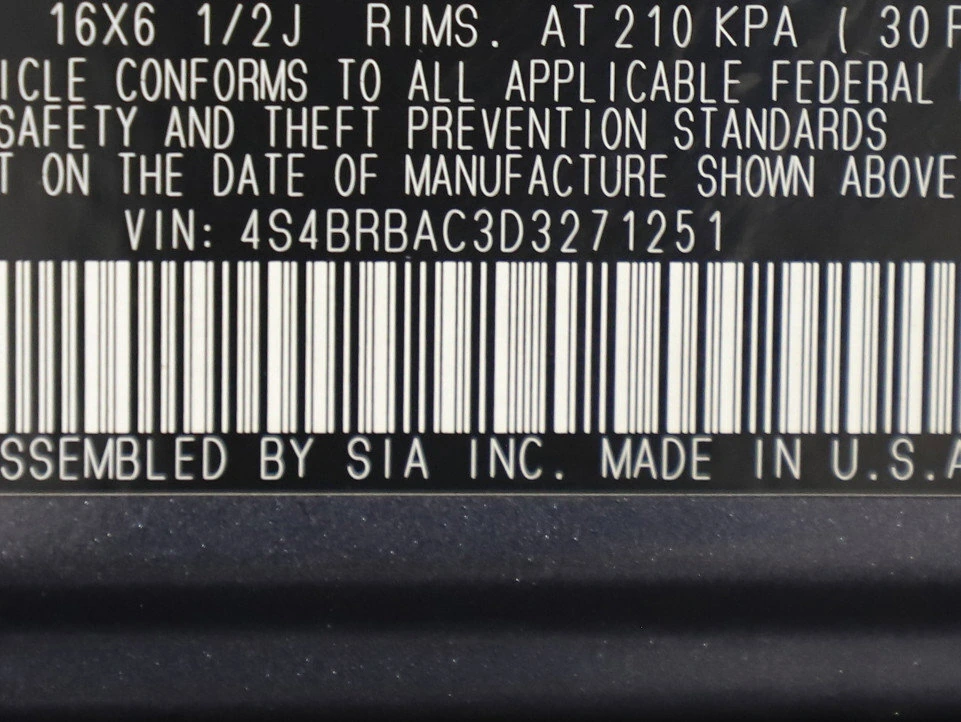 16X6 1/2J RIMS. AT 210 KPA ( 30 P
ICLE CONFORMS TO ALL APPLICABLE FEDERAL
SAFETY AND THEFT PREVENTION STANDARDS
T ON THE DATE OF MANUFACTURE SHOWN ABOVE
VIN: 4S4BRBAC3D3271251
SSEMBLED BY SIA INC. MADE IN U.S.A